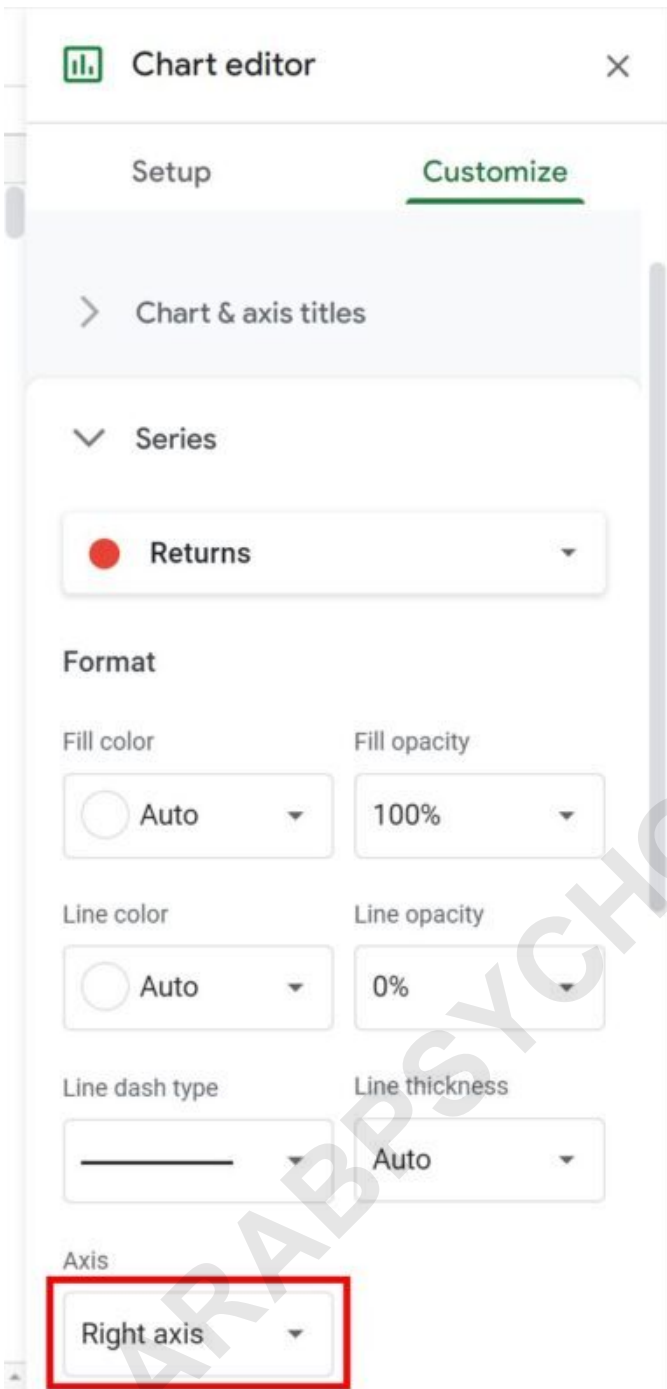 Chart editor
Setup Customize
Chart & axis titles
Series
Returns
Format
Fill color Fill opacity
Auto 100%
Line color Line opacity
Auto 0%
Line dash type Line thickness
Auto
Axis
Right axis
ARABPSYCHO